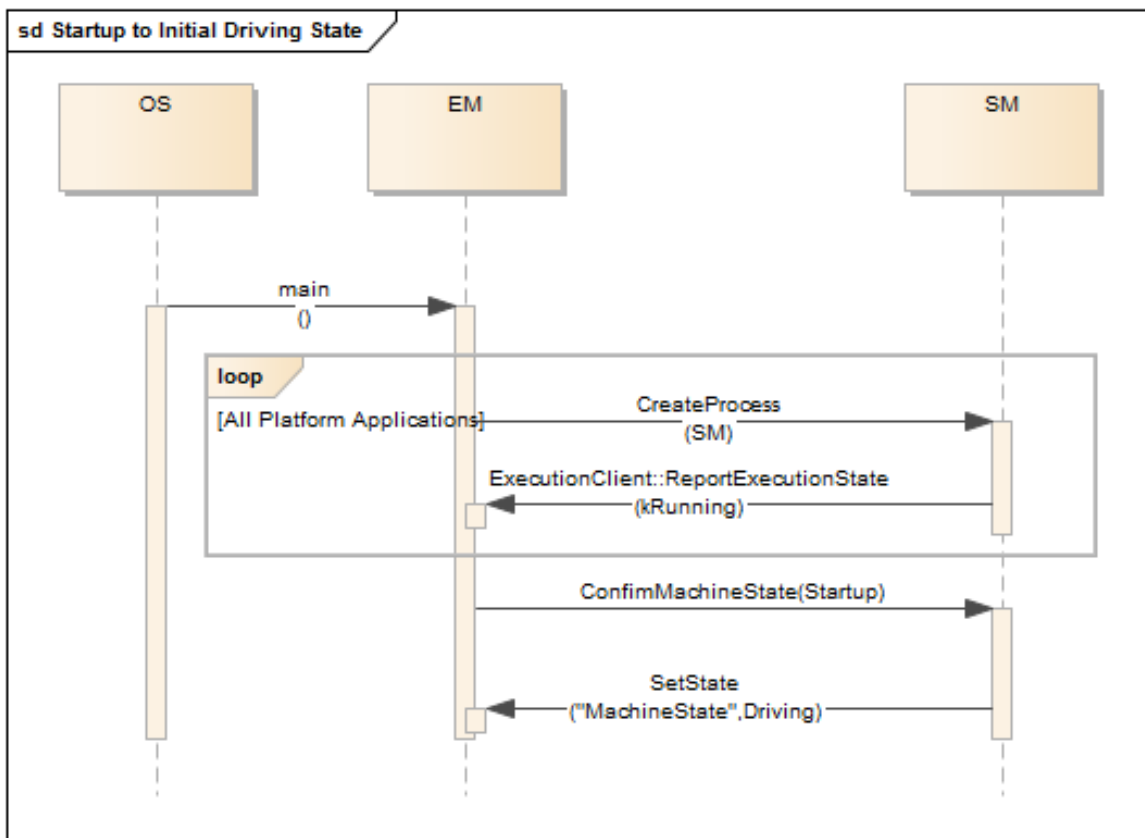 sd Startup to Initial Driving State
OS
EM
SM
main
()
loop
[All Platform Applications]
CreateProcess
(SM)
ExecutionClient::ReportExecutionState
(kRunning)
ConfimMachineState(Startup)
SetState
("MachineState",Driving)